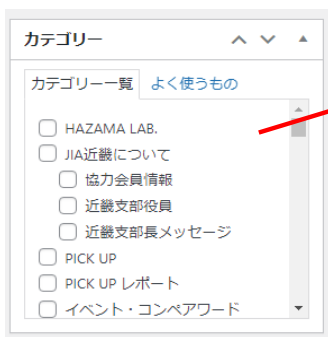 カテゴリー
カテゴリー一覧 よく使うもの
HAZAMA LAB.
JIA近畿について
協力会員情報
近畿支部役員
近畿支部長メッセージ
PICK UP
PICK UP レポート
イベント・コンペアワード